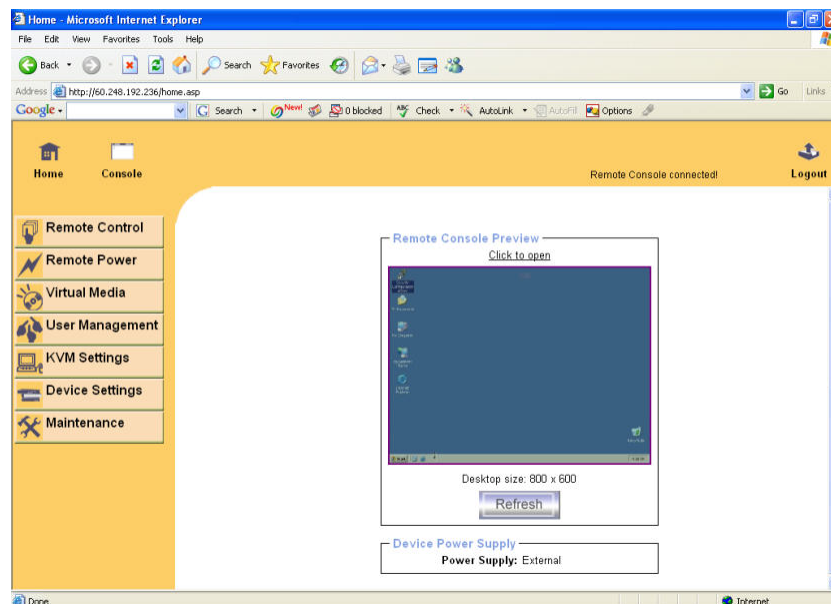 Home - Microsoft Internet Explorer
File Edit View Favorites Tools Help
Back Search Favorites
Address http://60.248.192.236/home.asp Go Links
Google Search New! 0 blocked ABC Check AutoLink AutoFill Options
Home Console Remote Console connected! Logout
Remote Control
Remote Power
Virtual Media
User Management
KVM Settings
Device Settings
Maintenance
Remote Console Preview
Click to open
Desktop size: 800 x 600
Refresh
Device Power Supply
Power Supply: External
Done Internet